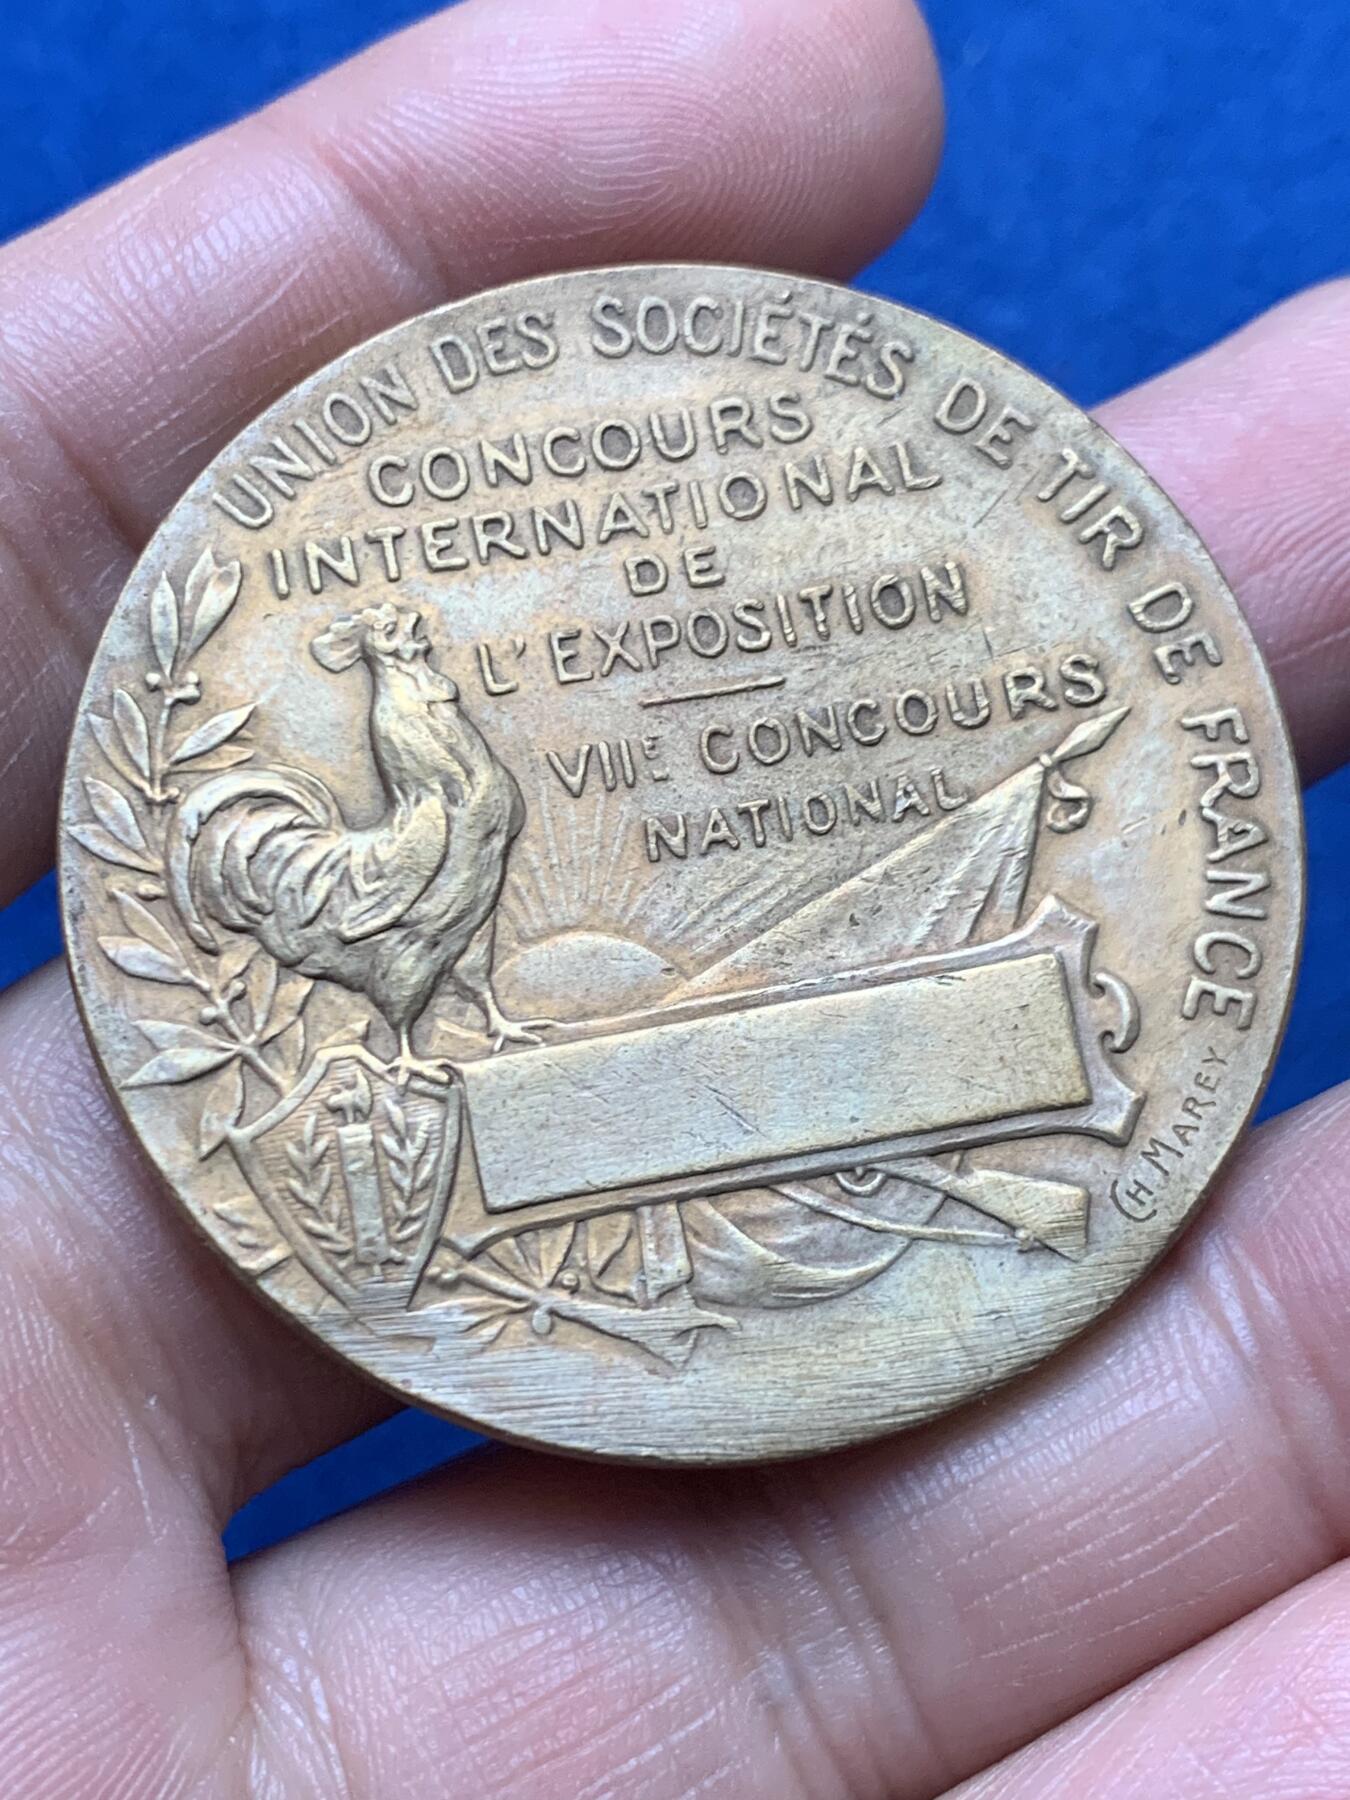 UNION DES SOCIÉTÉS DE TIR DE FRANCE
CONCOURS
INTERNATIONAL
DE
L'EXPOSITION
VIIE CONCOURS
NATIONAL
CH. MAREY